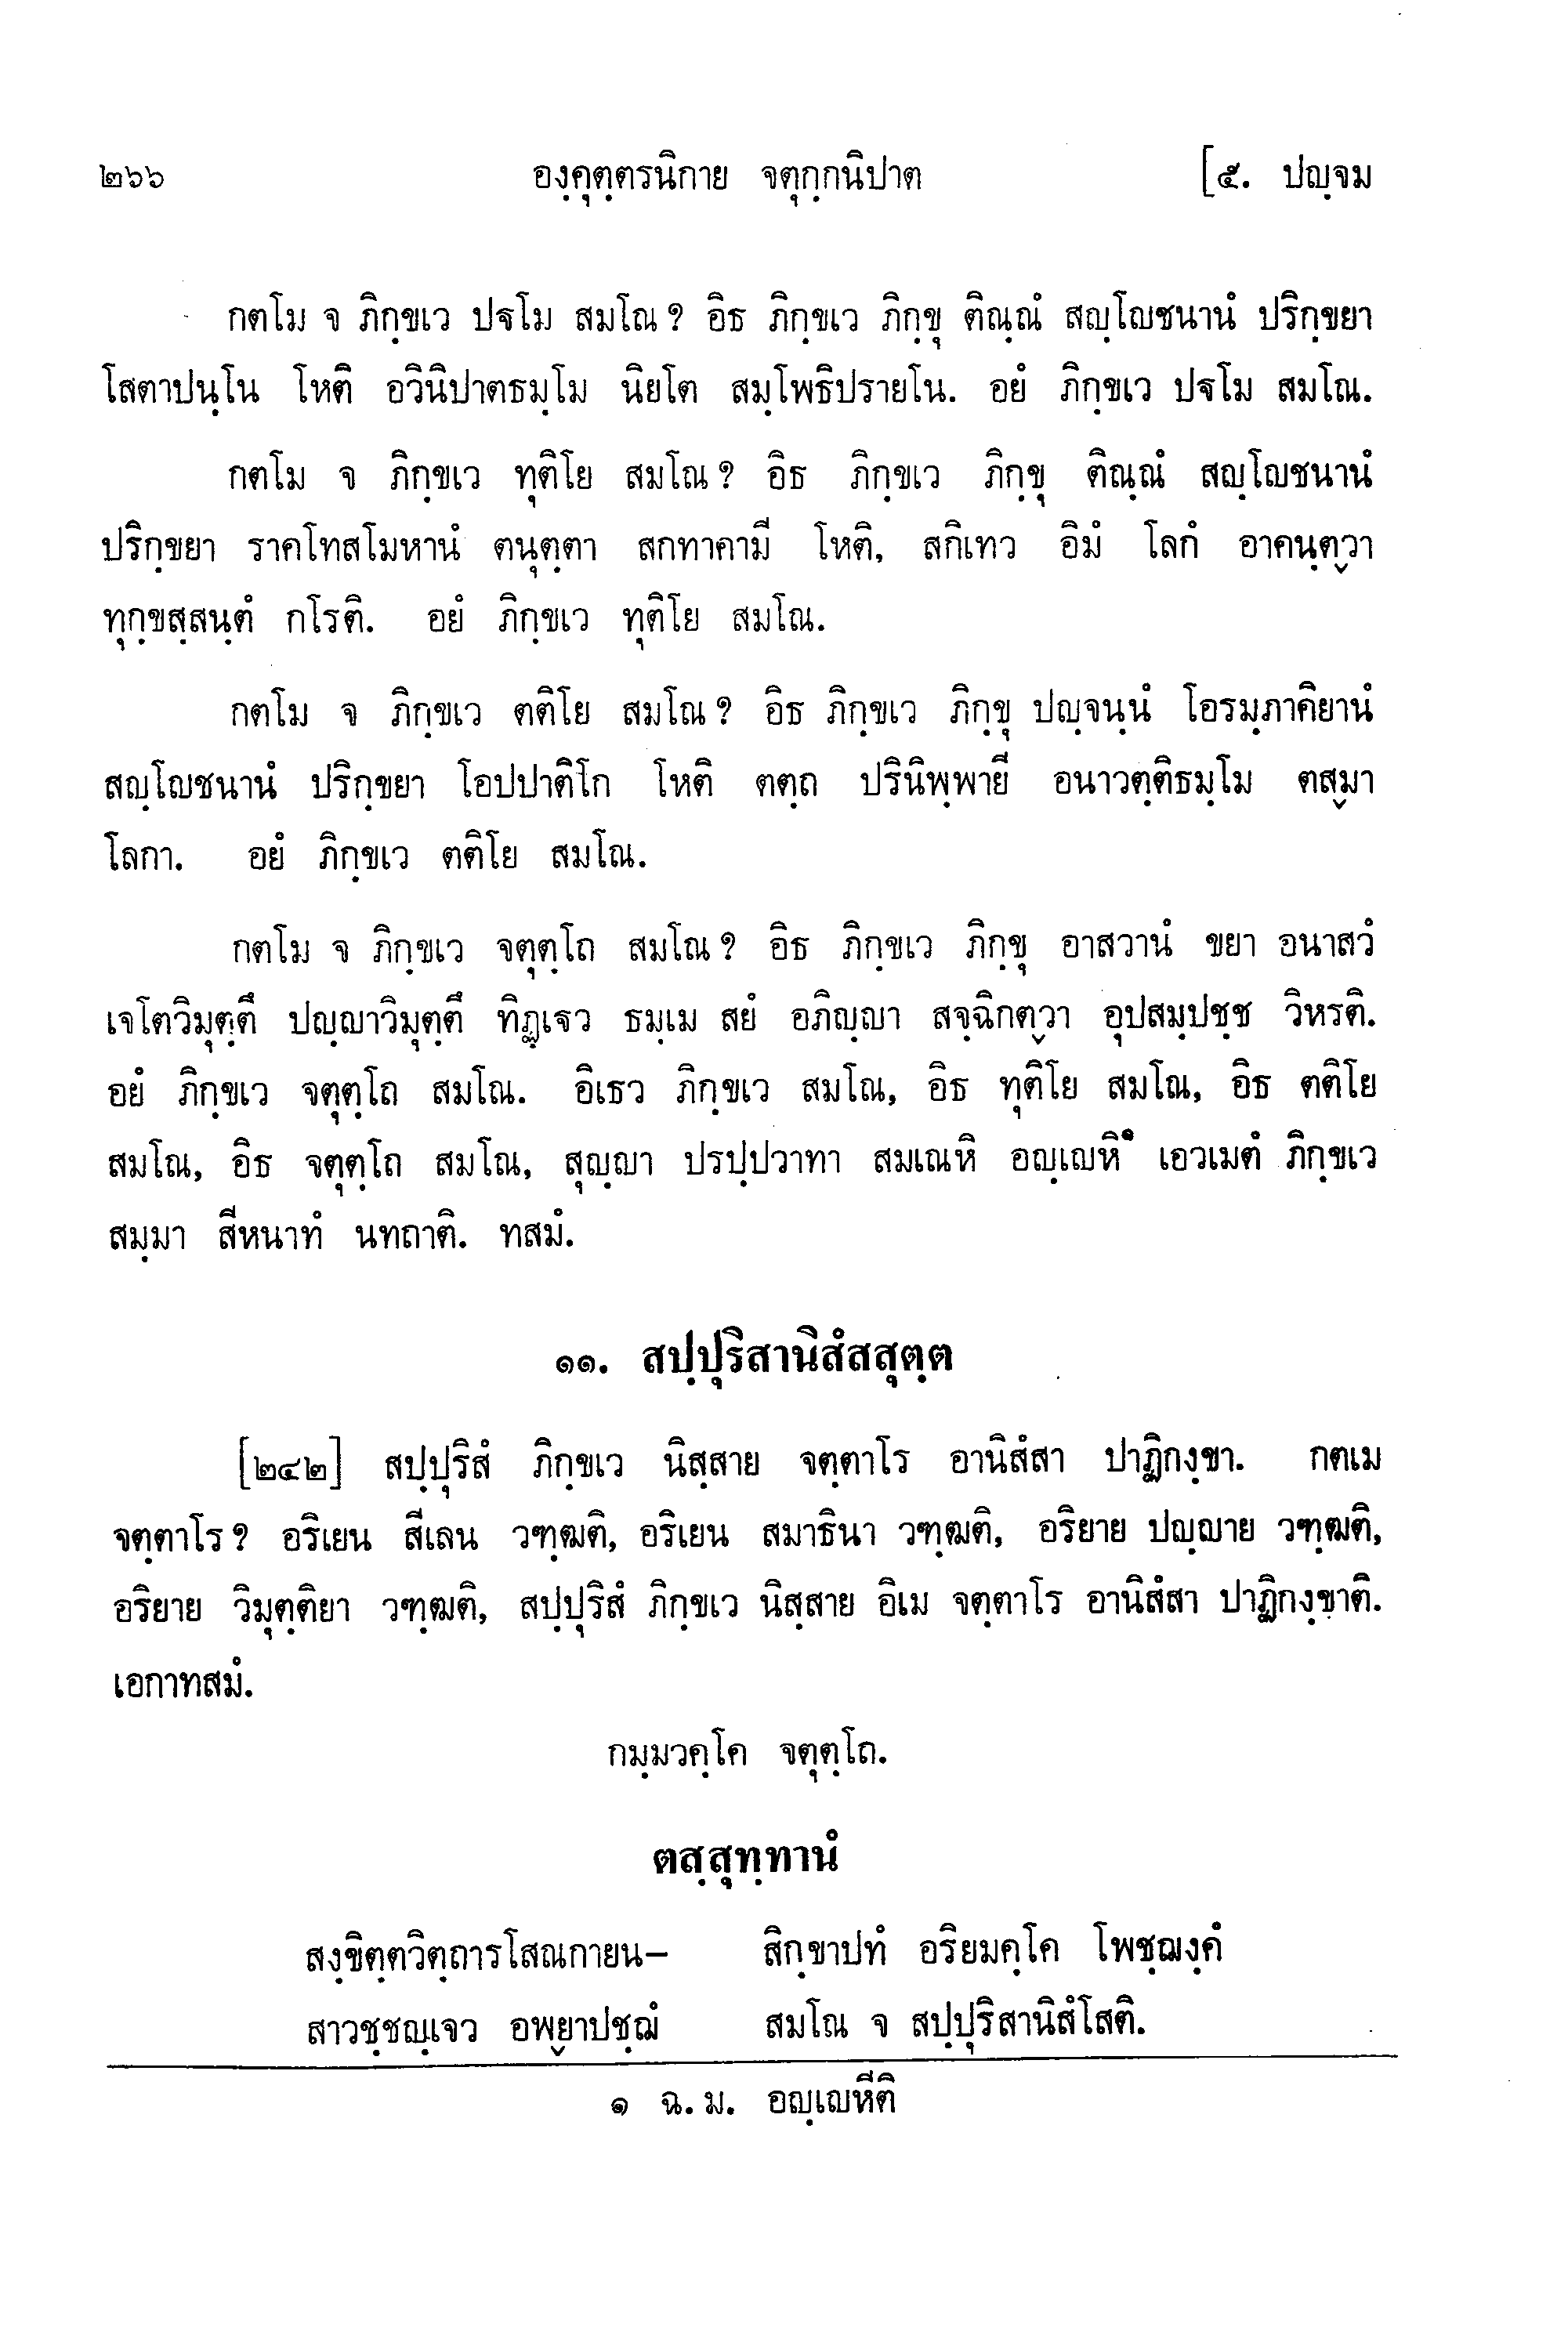 ๒๖๖ องฺคุตฺตรนิกาย จตุกฺกนิปาต [๕. ปญฺจม
กตโม จ ภิกฺขเว ปฐโม สมโณ? อิธ ภิกฺขเว ภิกฺขุ ติณฺณํ สญฺโญชนานํ ปริกฺขยา
โสตาปนฺโน โหติ อวินิปาตธมฺโม นิยโต สมฺโพธิปรายโน. อยํ ภิกฺขเว ปฐโม สมโณ.
กตโม จ ภิกฺขเว ทุติโย สมโณ? อิธ ภิกฺขเว ภิกฺขุ ติณฺณํ สญฺโญชนานํ
ปริกฺขยา ราคโทสโมหานํ ตนุตฺตา สกทาคามี โหติ, สกิเทว อิมํ โลกํ อาคนฺตฺวา
ทุกฺขสฺสนฺตํ กโรติ. อยํ ภิกฺขเว ทุติโย สมโณ.
กตโม จ ภิกฺขเว ตติโย สมโณ? อิธ ภิกฺขเว ภิกฺขุ ปญฺจนฺนํ โอรมฺภาคิยานํ
สญฺโญชนานํ ปริกฺขยา โอปปาติโก โหติ ตตฺถ ปรินิพฺพายี อนาวตฺติธมฺโม ตสฺมา
โลกา. อยํ ภิกฺขเว ตติโย สมโณ.
กตโม จ ภิกฺขเว จตุตฺโถ สมโณ? อิธ ภิกฺขเว ภิกฺขุ อาสวานํ ขยา อนาสวํ
เจโตวิมุตฺตึ ปญฺญาวิมุตฺตึ ทิฏฺเฐว ธมฺเม สยํ อภิญฺญา สจฺฉิกตฺวา อุปสมฺปชฺช วิหรติ.
อยํ ภิกฺขเว จตุตฺโถ สมโณ. อิเธว ภิกฺขเว สมโณ, อิธ ทุติโย สมโณ, อิธ ตติโย
สมโณ, อิธ จตุตฺโถ สมโณ, สุญฺญา ปรปฺปวาทา สมเณหิ อญฺเญหิ๑ เอวเมตํ ภิกฺขเว
สมฺมา สีหนาทํ นทถาติ. ทสมํ.
๑๑. สปฺปุริสานิสํสสุตฺต
[๒๔๒] สปฺปุริสํ ภิกฺขเว นิสฺสาย จตฺตาโร อานิสํสา ปาฏิกงฺขา. กตเม
จตฺตาโร? อริเยน สีเลน วฑฺฒติ, อริเยน สมาธินา วฑฺฒติ, อริยาย ปญฺญาย วฑฺฒติ,
อริยาย วิมุตฺติยา วฑฺฒติ, สปฺปุริสํ ภิกฺขเว นิสฺสาย อิเม จตฺตาโร อานิสํสา ปาฏิกงฺขาติ.
เอกาทสมํ.
กมฺมวคฺโค จตุตฺโถ.
ตสฺสุทฺทานํ
สงฺขิตฺตวิตฺถารโสณกายน– สิกฺขาปทํ อริยมคฺโค โพชฺฌงฺคํ
สาวชฺชญฺเจว อพฺยาปชฺฌํ สมโณ จ สปฺปุริสานิสํโสติ.
๑ ฉ.ม. อญฺเญหีติ